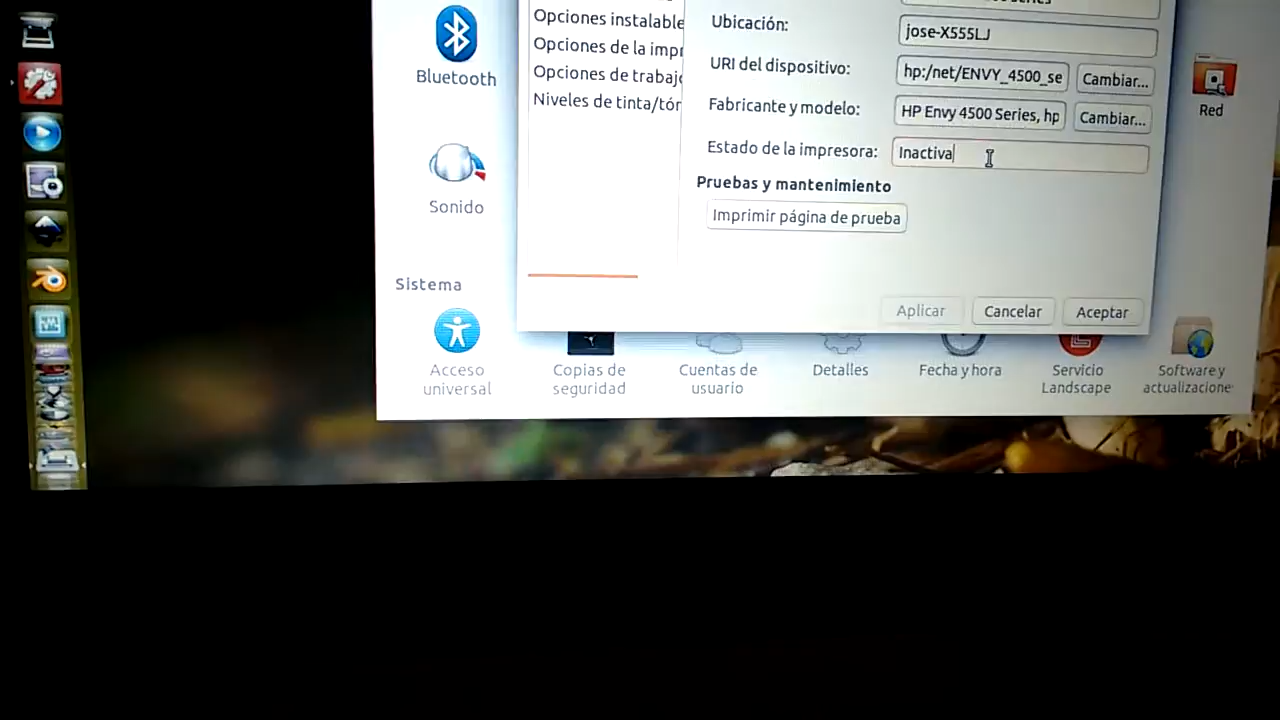 Opciones instalable
Opciones de la impr
Opciones de trabajo
Niveles de tinta/tón
Ubicación:
jose-X555LJ
URI del dispositivo:
hp:/net/ENVY_4500_se
Cambiar...
Fabricante y modelo:
HP Envy 4500 Series, hp
Cambiar...
Estado de la impresora:
Inactiva
Pruebas y mantenimiento
Imprimir página de prueba
Aplicar
Cancelar
Aceptar
Bluetooth
Red
Sonido
Sistema
Acceso
universal
Copias de
seguridad
Cuentas de
usuario
Detalles
Fecha y hora
Servicio
Landscape
Software y
actualizacione